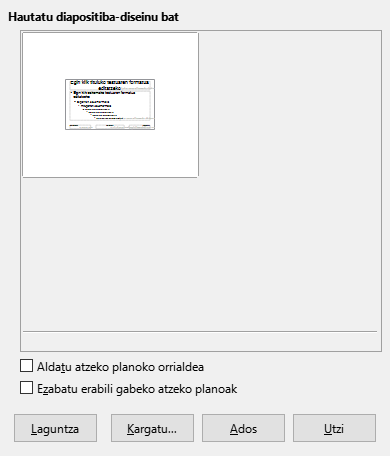 Hautatu diapositiba-diseinu bat
Egin klik tituluko testuaren formatua
editatzeko
Egin klik eskemako testuaren formatua
editatzeko
Aldatu atzeko planoko orrialdea
Ezabatu erabili gabeko atzeko planoak
Laguntza
Kargatu...
Ados
Utzi